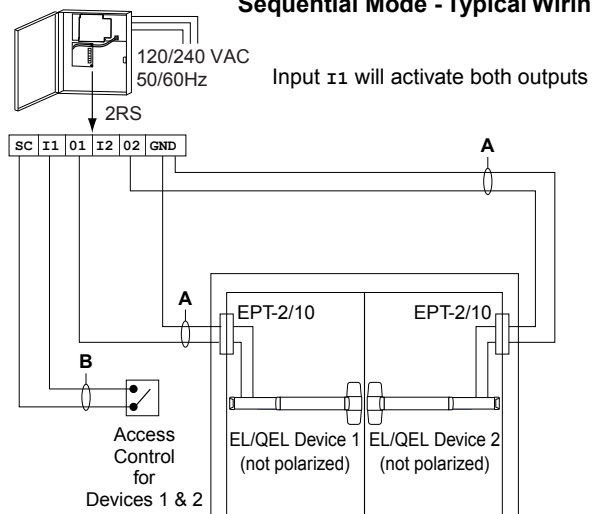 Sequential Mode - Typical Wirin
120/240 VAC
50/60Hz
Input I1 will activate both outputs
2RS
SC I1 01 I2 02 GND
A
A
EPT-2/10
EPT-2/10
B
Access
Control
for
Devices 1 & 2
EL/QEL Device 1
(not polarized)
EL/QEL Device 2
(not polarized)